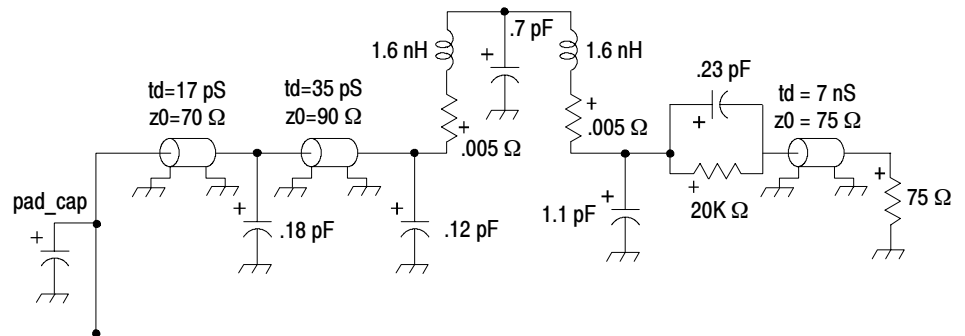 1.6 nH
.7 pF
1.6 nH
+
td=17 pS
z0=70 Ω
td=35 pS
z0=90 Ω
.23 pF
+
td = 7 nS
z0 = 75 Ω
+
.005 Ω
+
.005 Ω
pad_cap
+
+
.18 pF
+
.12 pF
+
1.1 pF
+
20K Ω
+
75 Ω